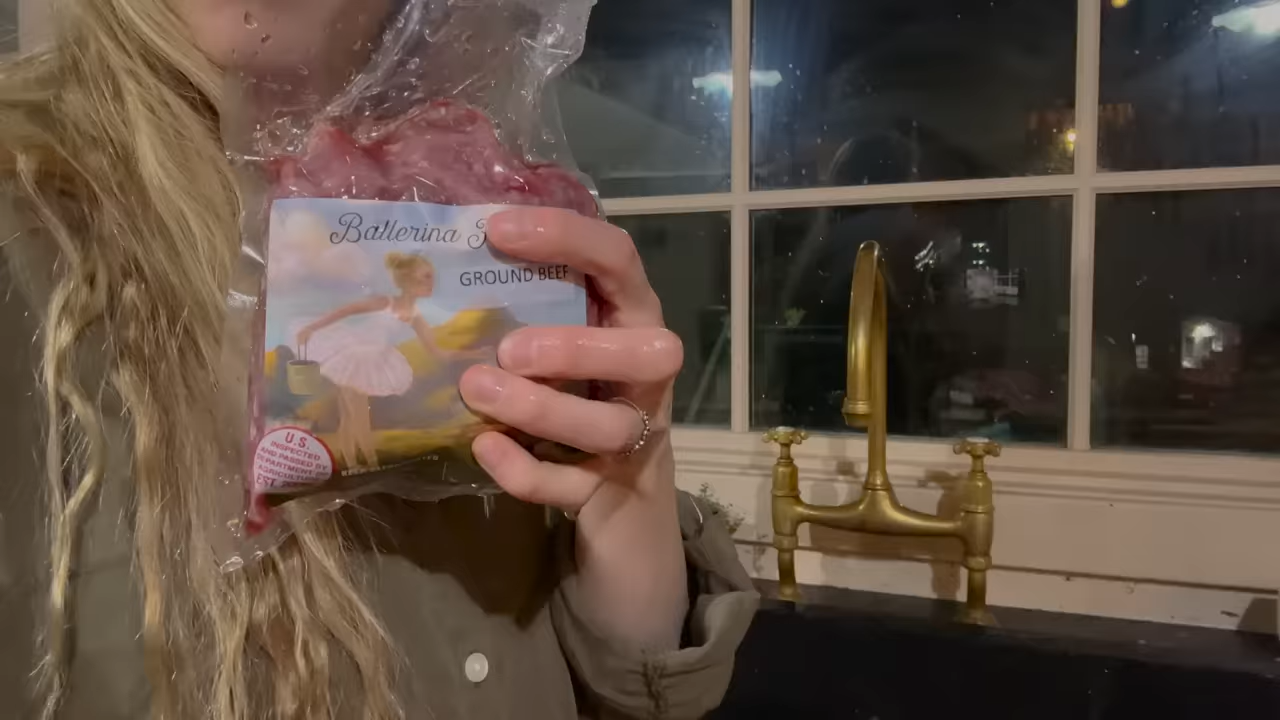 Ballerina
GROUND BEEF
U.S.
INSPECTED
AND PASSED BY
DEPARTMENT OF
AGRICULTURE
EST.